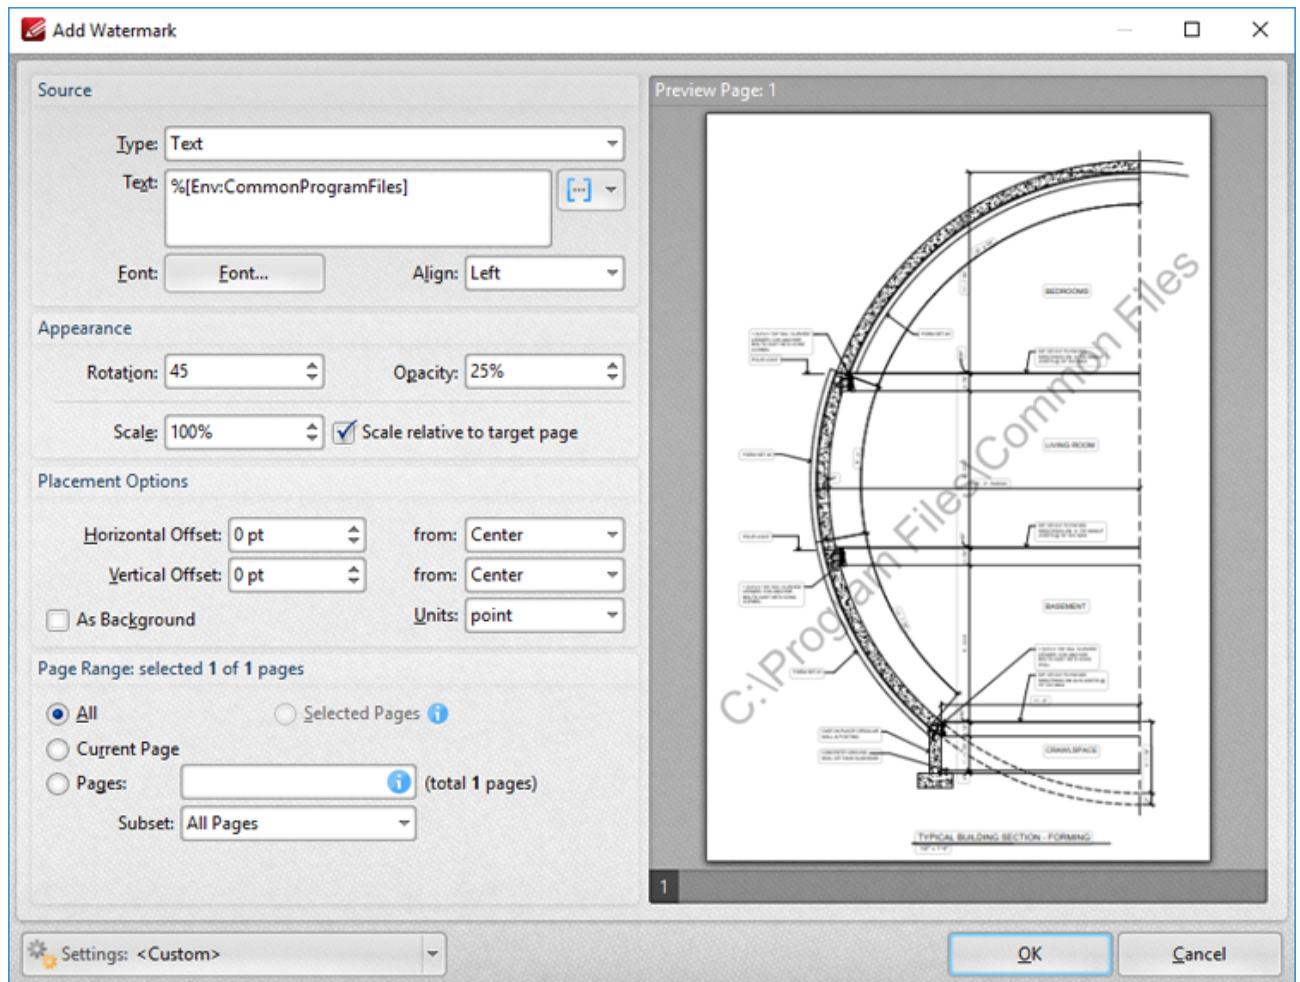 Add Watermark
Source
Type: Text
Text: %[Env:CommonProgramFiles]
Font: Font... Align: Left
Appearance
Rotation: 45 Opacity: 25%
Scale: 100% Scale relative to target page
Placement Options
Horizontal Offset: 0 pt from: Center
Vertical Offset: 0 pt from: Center
As Background Units: point
Page Range: selected 1 of 1 pages
All Selected Pages
Current Page
Pages: (total 1 pages)
Subset: All Pages
Preview Page: 1
C:\Program Files\Common Files
BEDROOMS
LIVING ROOM
BASEMENT
CRAWLSPACE
TYPICAL BUILDING SECTION - FORMING
1
Settings: <Custom>
OK Cancel